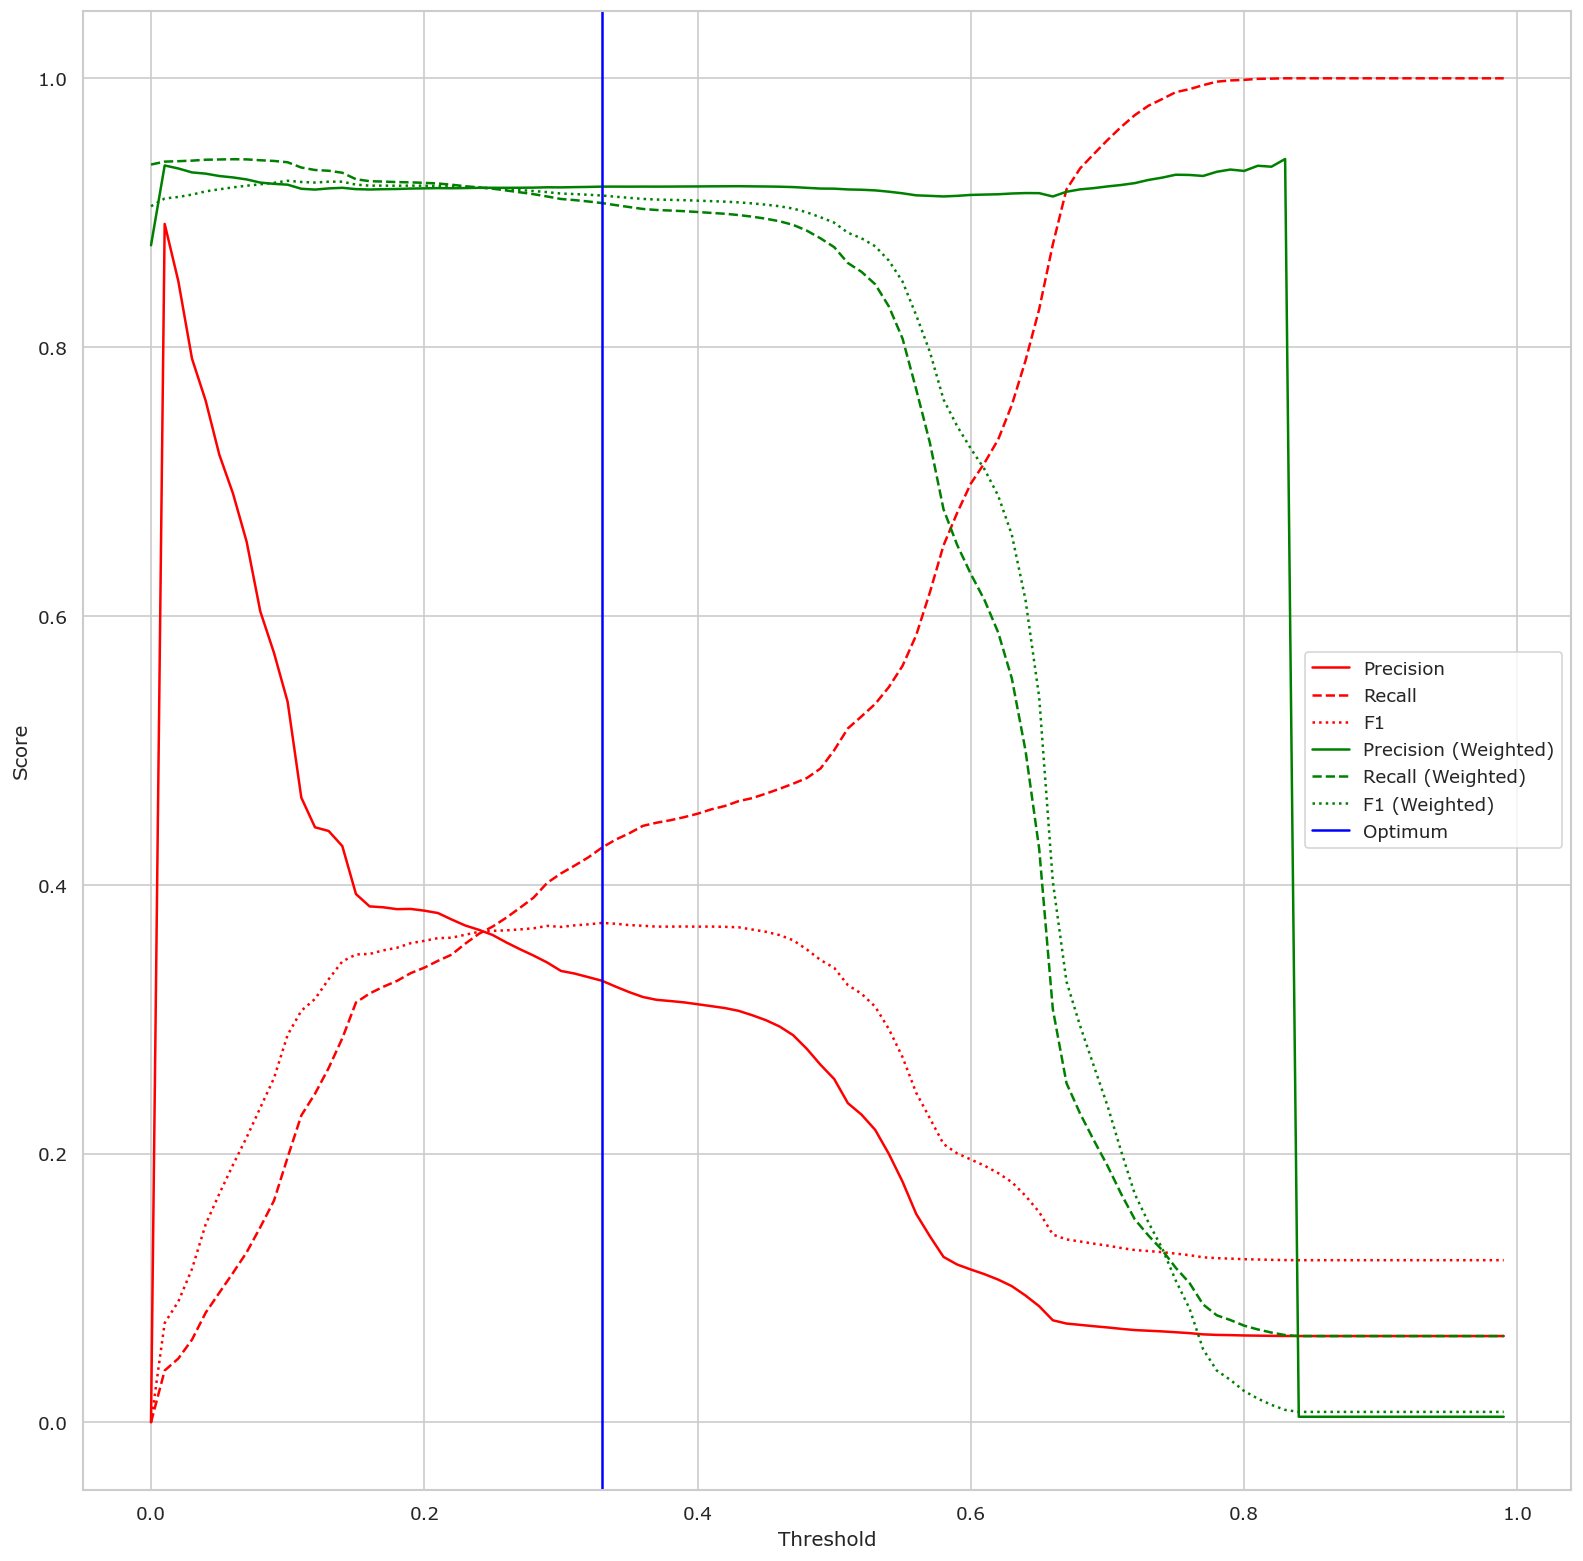 1.0
0.8
0.6
0.4
0.2
0.0
Score
Precision
Recall
F1
Precision (Weighted)
Recall (Weighted)
F1 (Weighted)
Optimum
0.0 0.2 0.4 0.6 0.8 1.0
Threshold